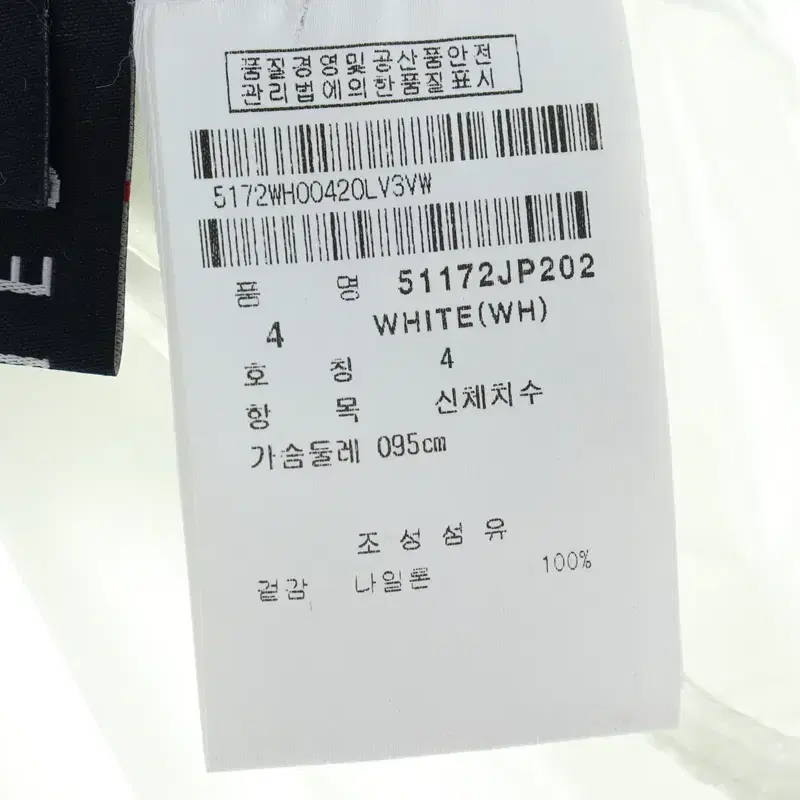 품질경영및공산품안전
관리법에의한품질표시
5172WH00420LV3VW
품 명 51172JP202
4 WHITE(WH)
호 칭 4
항 목 신체치수
가슴둘레 095cm
조성섬유
겉감 나일론 100%
E